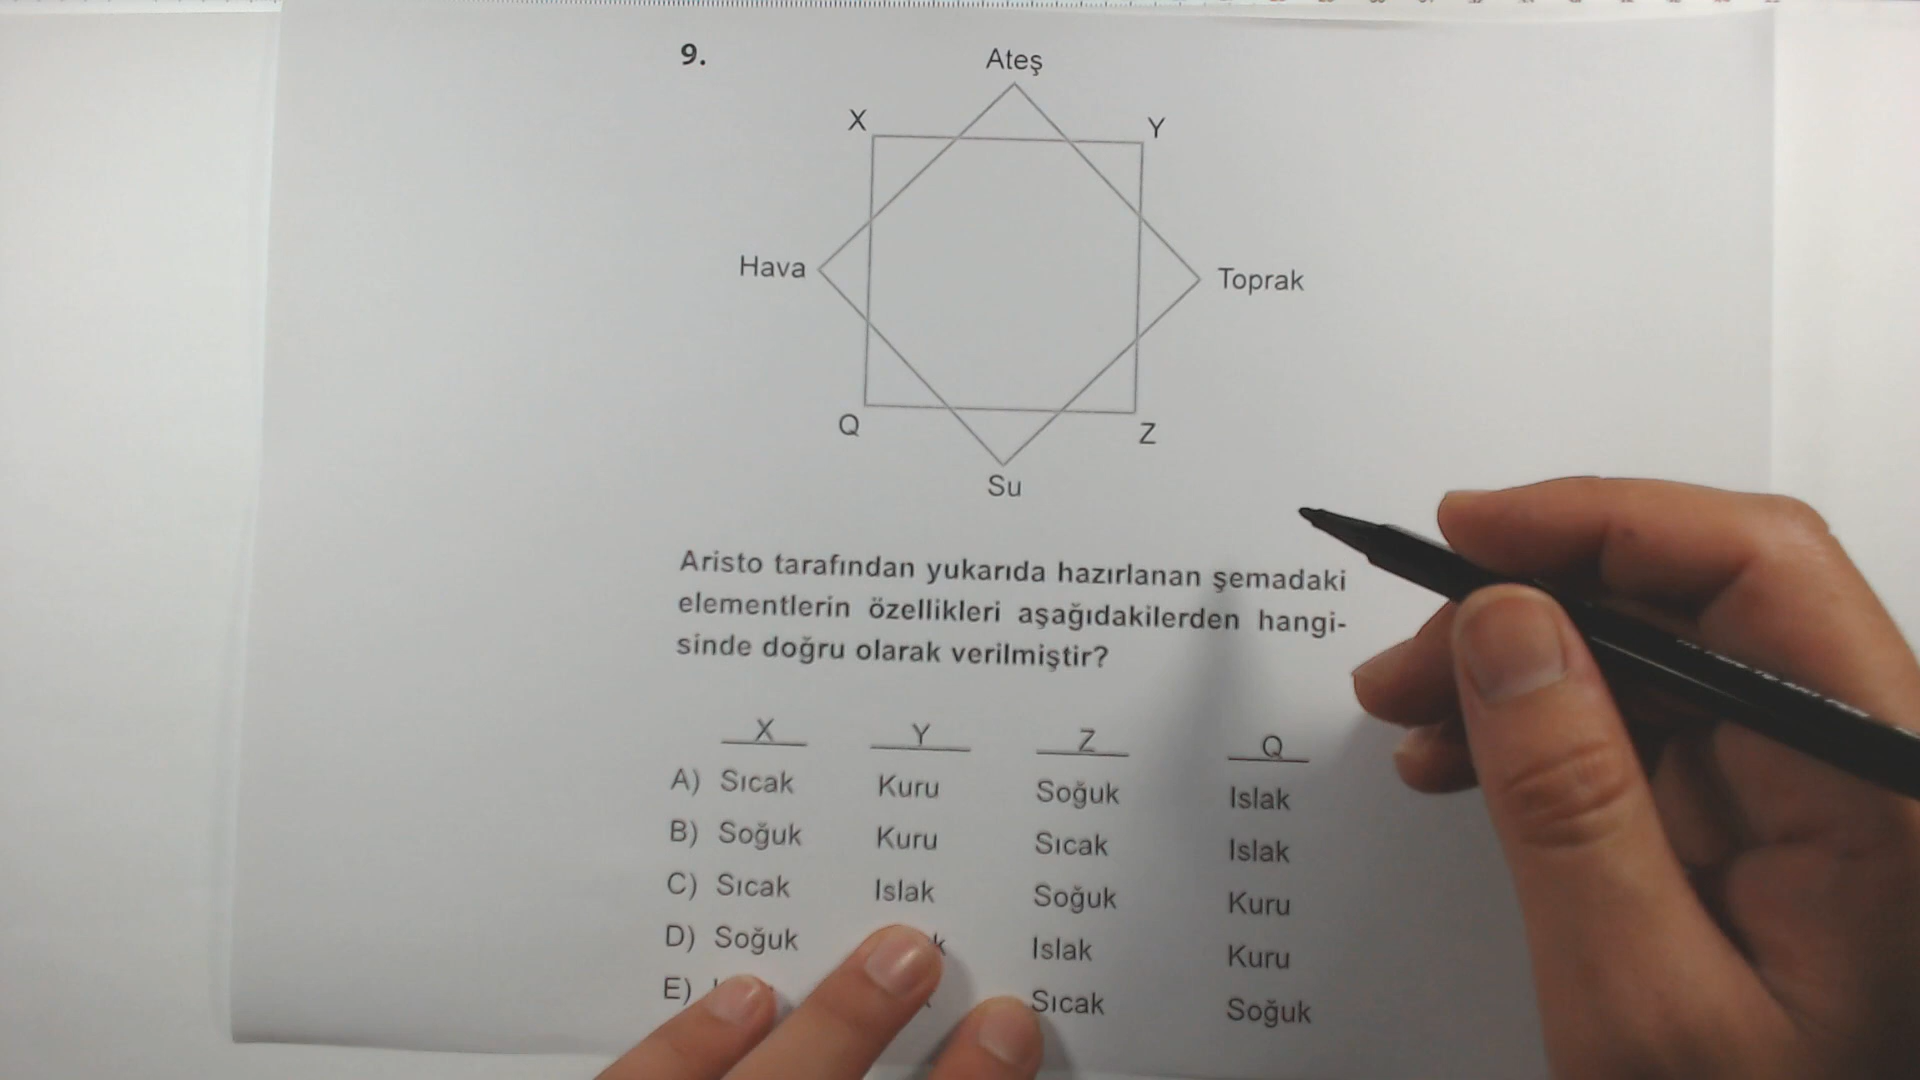 9.
Ateş
X
Y
Hava
Toprak
Q
Z
Su
Aristo tarafından yukarıda hazırlanan şemadaki
elementlerin özellikleri aşağıdakilerden hangi-
sinde doğru olarak verilmiştir?
X Y Z Q
A) Sıcak Kuru Soğuk Islak
B) Soğuk Kuru Sıcak Islak
C) Sıcak Islak Soğuk Kuru
D) Soğuk Islak Kuru
E) Sıcak Soğuk